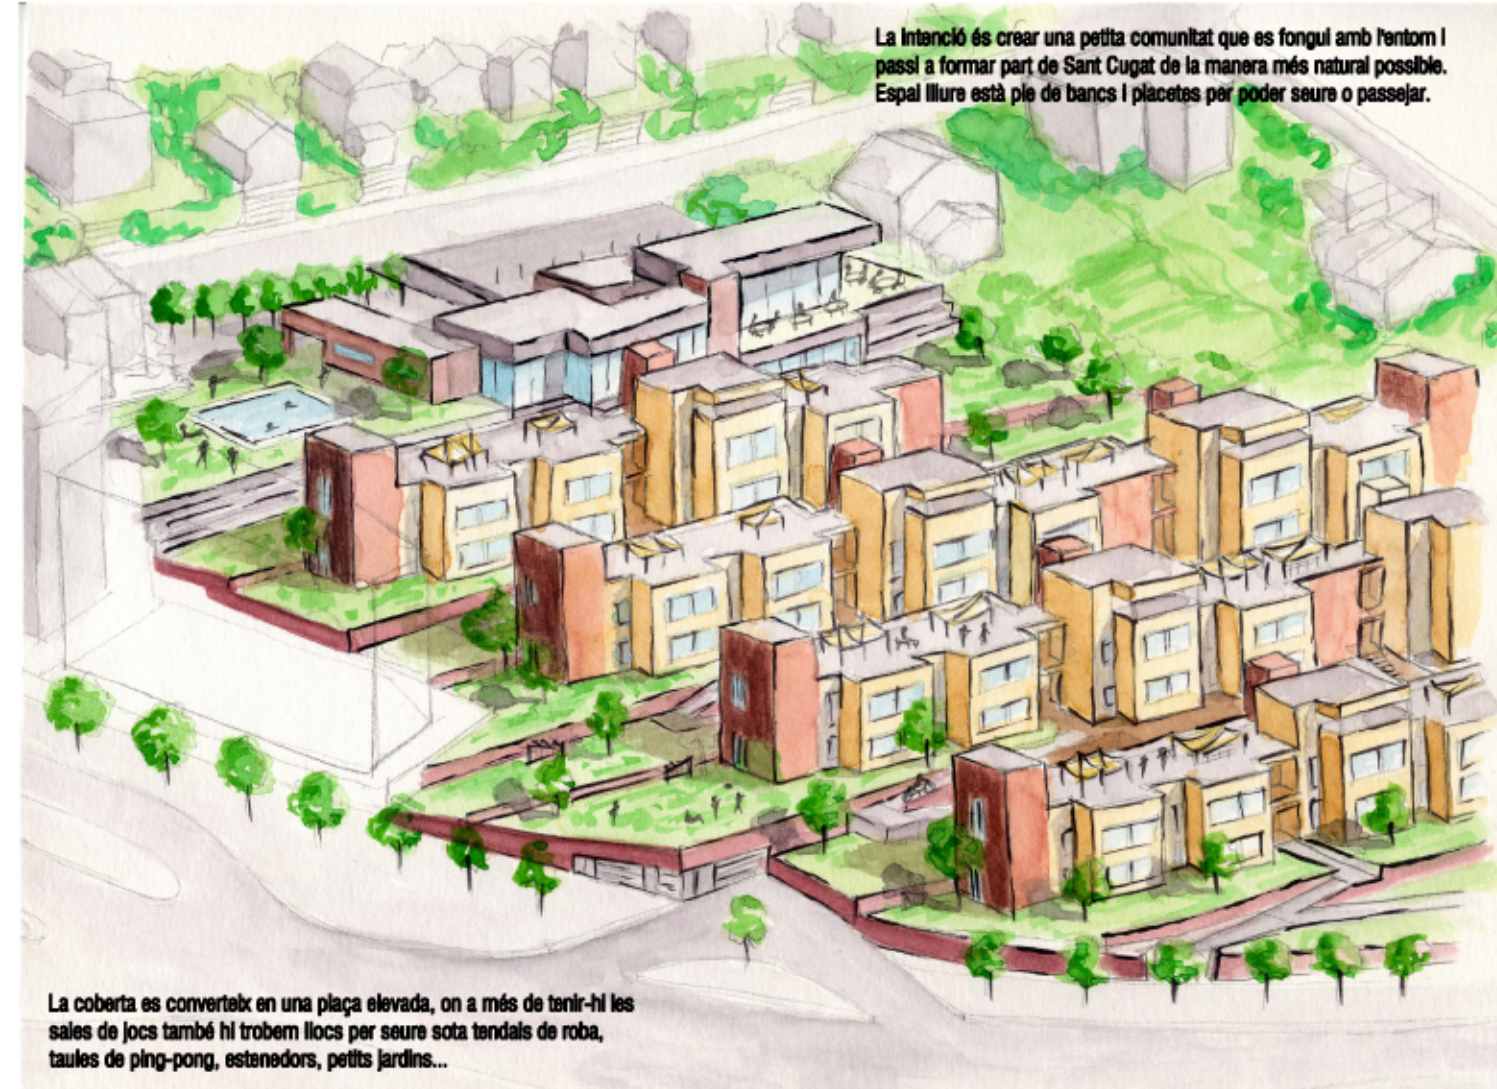 La intenció és crear una petita comunitat que es fongui amb l'entorn i
passi a formar part de Sant Cugat de la manera més natural possible.
Espai lliure està ple de bancs i placetes per poder seure o passejar.
La coberta es converteix en una plaça elevada, on a més de tenir-hi les
sales de jocs també hi trobem llocs per seure sota tendals de roba,
taules de ping-pong, estenedors, petits jardins...